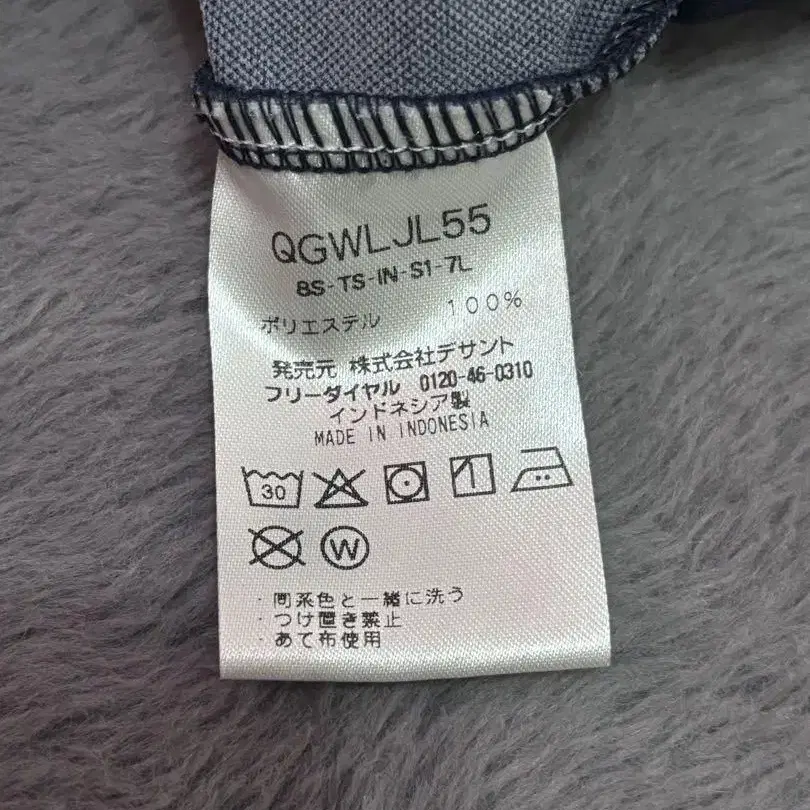 QGWLJL55
8S-TS-IN-S1-7L
ポリエステル 100%
発売元 株式会社デサント
フリーダイヤル 0120-46-0310
インドネシア製
MADE IN INDONESIA
30
W
・同系色と一緒に洗う
・つけ置き禁止
・あて布使用